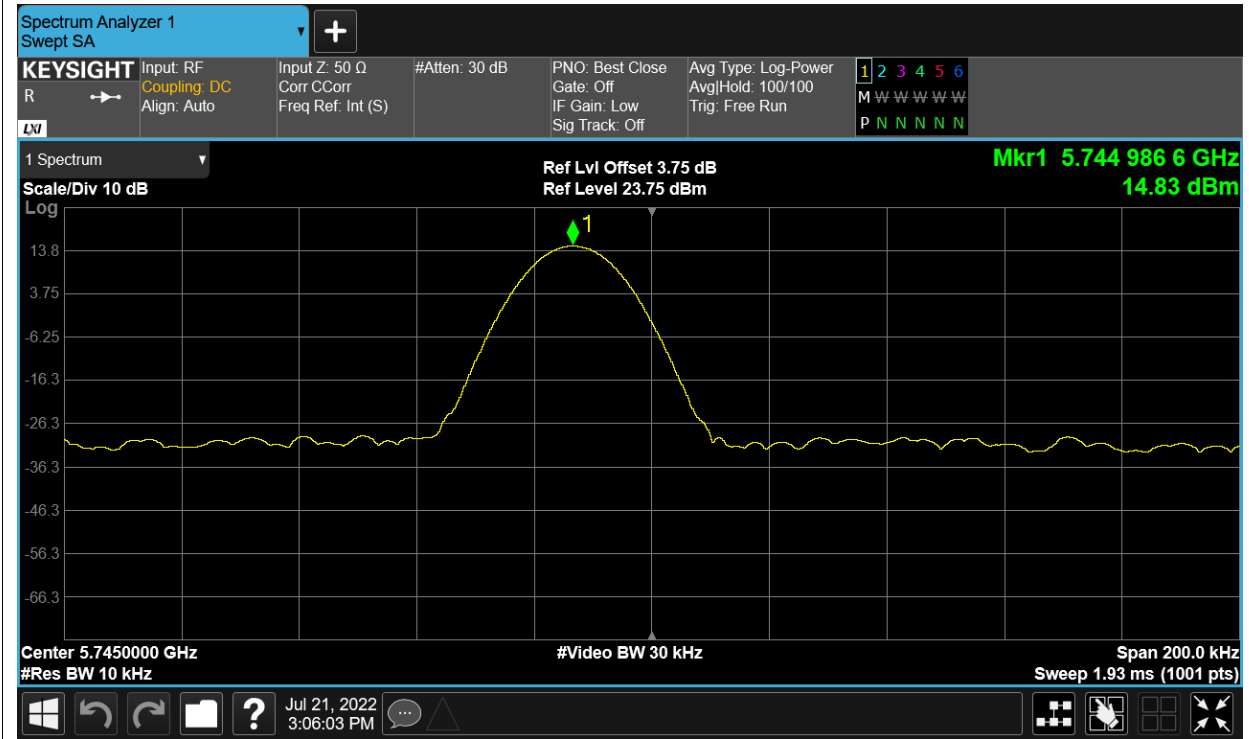 Spectrum Analyzer 1
Swept SA
KEYSIGHT
R
LXI
Input: RF
Coupling: DC
Align: Auto
Input Z: 50 Ω
Corr CCorr
Freq Ref: Int (S)
#Atten: 30 dB
PNO: Best Close
Gate: Off
IF Gain: Low
Sig Track: Off
Avg Type: Log-Power
Avg|Hold: 100/100
Trig: Free Run
1 2 3 4 5 6
M W W W W W
P N N N N N
1 Spectrum
Scale/Div 10 dB
Log
Ref Lvl Offset 3.75 dB
Ref Level 23.75 dBm
Mkr1 5.744 986 6 GHz
14.83 dBm
1
13.8
3.75
-6.25
-16.3
-26.3
-36.3
-46.3
-56.3
-66.3
Center 5.7450000 GHz
#Res BW 10 kHz
#Video BW 30 kHz
Span 200.0 kHz
Sweep 1.93 ms (1001 pts)
?
Jul 21, 2022
3:06:03 PM